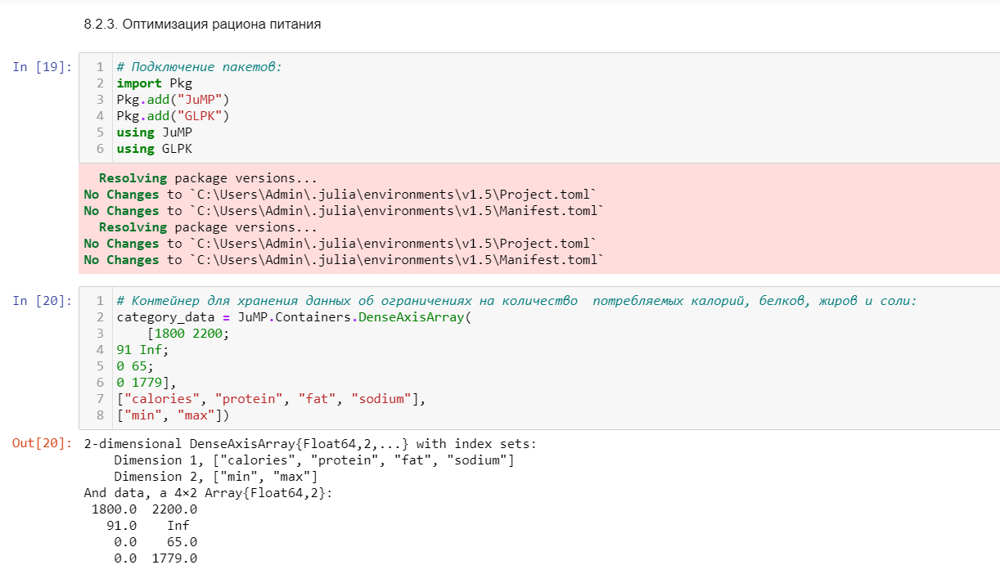 8.2.3. Оптимизация рациона питания
In [19]:
1 # Подключение пакетов:
2 import Pkg
3 Pkg.add("JuMP")
4 Pkg.add("GLPK")
5 using JuMP
6 using GLPK
Resolving package versions...
No Changes to `C:\Users\Admin\.julia\environments\v1.5\Project.toml`
No Changes to `C:\Users\Admin\.julia\environments\v1.5\Manifest.toml`
Resolving package versions...
No Changes to `C:\Users\Admin\.julia\environments\v1.5\Project.toml`
No Changes to `C:\Users\Admin\.julia\environments\v1.5\Manifest.toml`
In [20]:
1 # Контейнер для хранения данных об ограничениях на количество  потребляемых калорий, белков, жиров и соли:
2 category_data = JuMP.Containers.DenseAxisArray(
3     [1800 2200;
4 91 Inf;
5 0 65;
6 0 1779],
7 ["calories", "protein", "fat", "sodium"],
8 ["min", "max"])
Out[20]:
2-dimensional DenseAxisArray{Float64,2,...} with index sets:
    Dimension 1, ["calories", "protein", "fat", "sodium"]
    Dimension 2, ["min", "max"]
And data, a 4×2 Array{Float64,2}:
 1800.0  2200.0
   91.0    Inf
    0.0    65.0
    0.0  1779.0